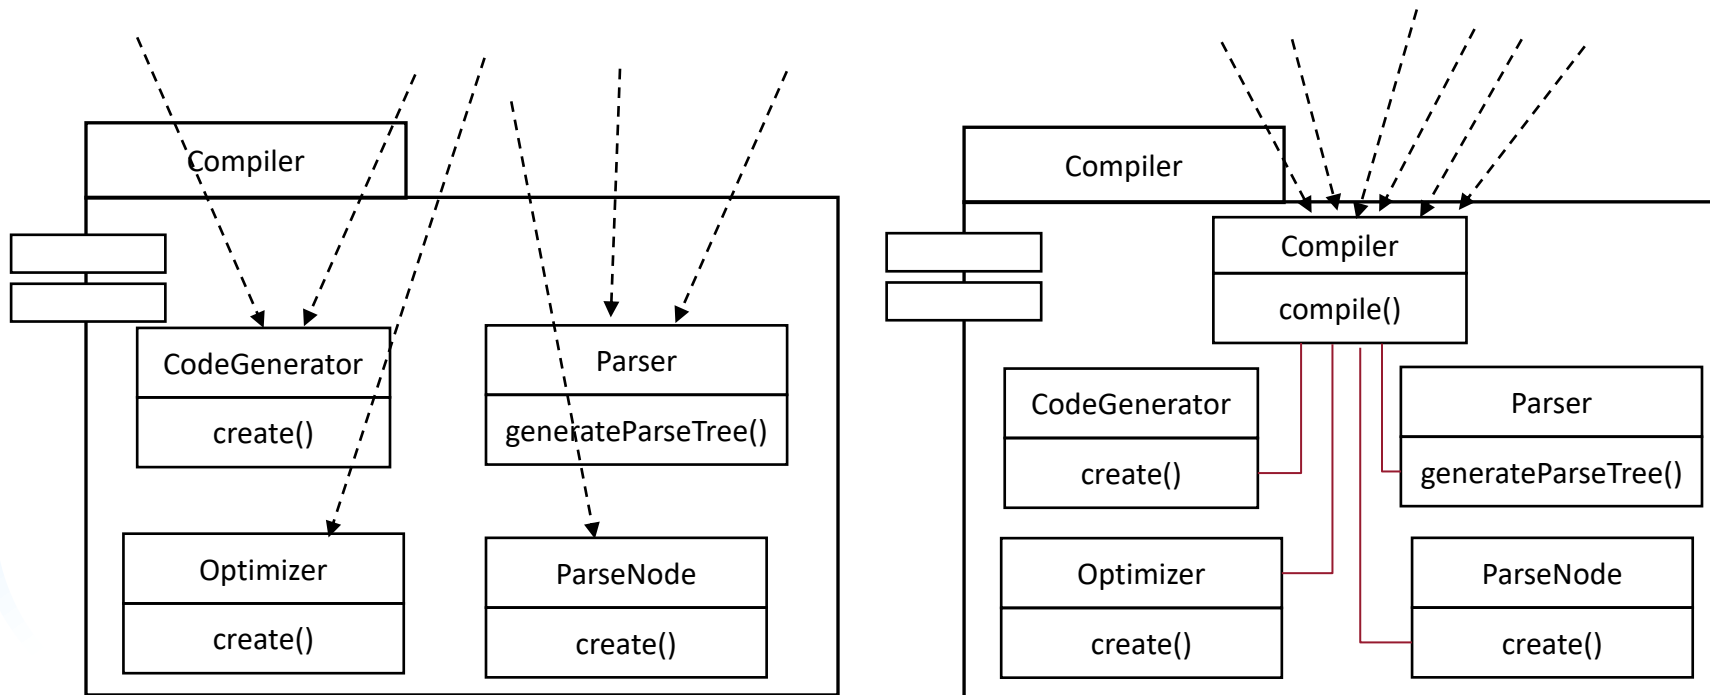 Compiler
CodeGenerator
create()
Parser
generateParseTree()
Optimizer
create()
ParseNode
create()
Compiler
Compiler
compile()
CodeGenerator
create()
Parser
generateParseTree()
Optimizer
create()
ParseNode
create()